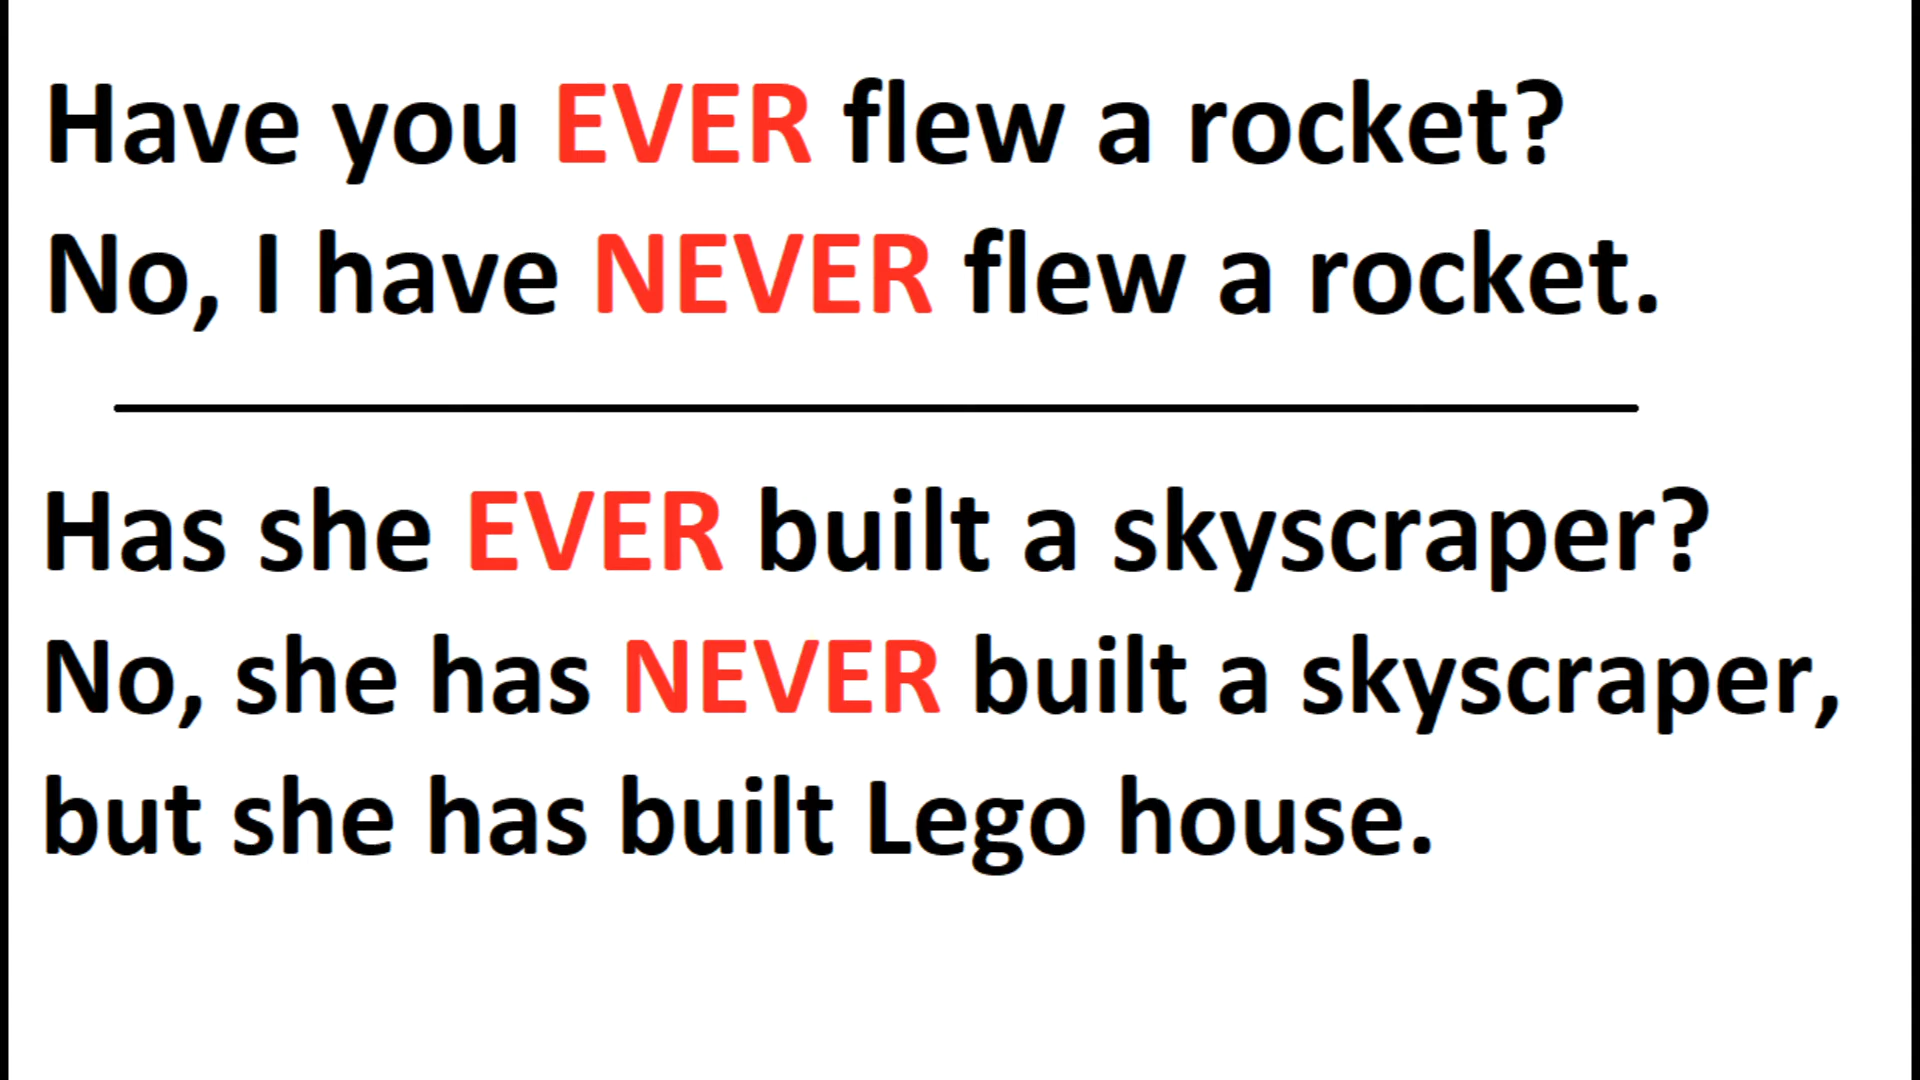 Have you EVER flew a rocket?
No, I have NEVER flew a rocket.
Has she EVER built a skyscraper?
No, she has NEVER built a skyscraper,
but she has built Lego house.